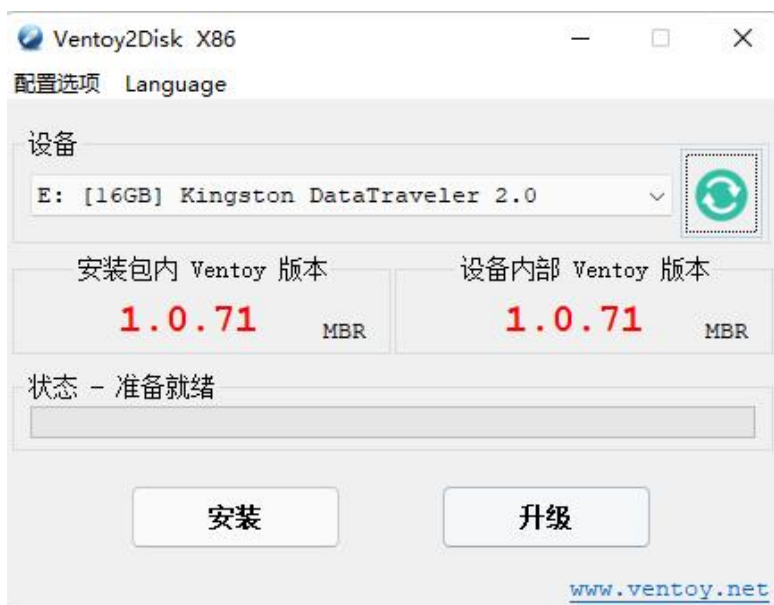 Ventoy2Disk X86
配置选项 Language
设备
E: [16GB] Kingston DataTraveler 2.0
安装包内 Ventoy 版本 设备内部 Ventoy 版本
1.0.71 MBR 1.0.71 MBR
状态 - 准备就绪
安装 升级
www.ventoy.net